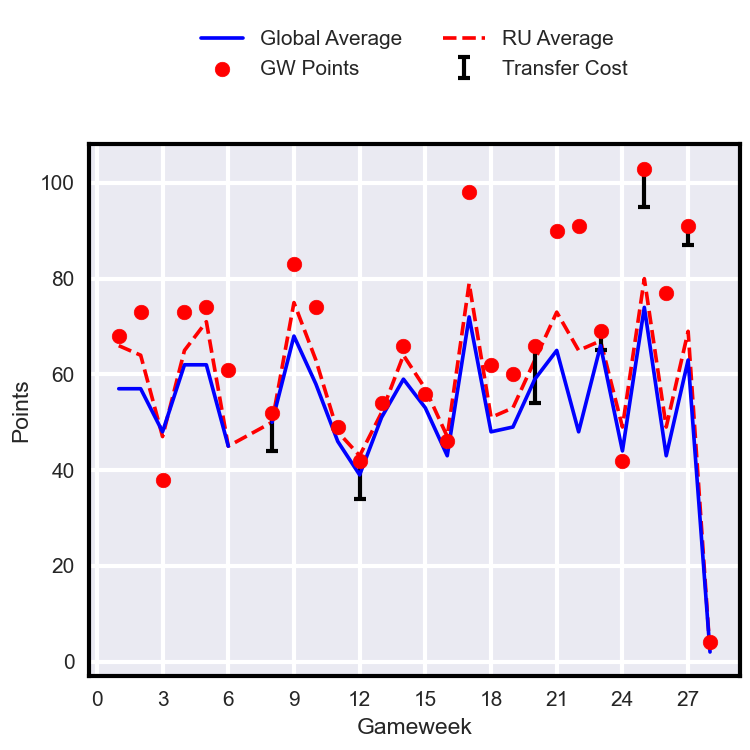 Global Average RU Average
GW Points Transfer Cost
100
80
60
40
20
0
Points
0 3 6 9 12 15 18 21 24 27
Gameweek